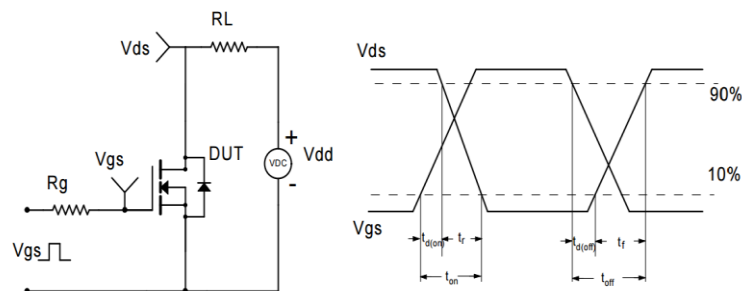 RL
Vds
Vgs
DUT
Rg
VDC
+
Vdd
-
Vgs
Vds
90%
10%
Vgs
td(on)
tr
td(off)
tf
ton
toff